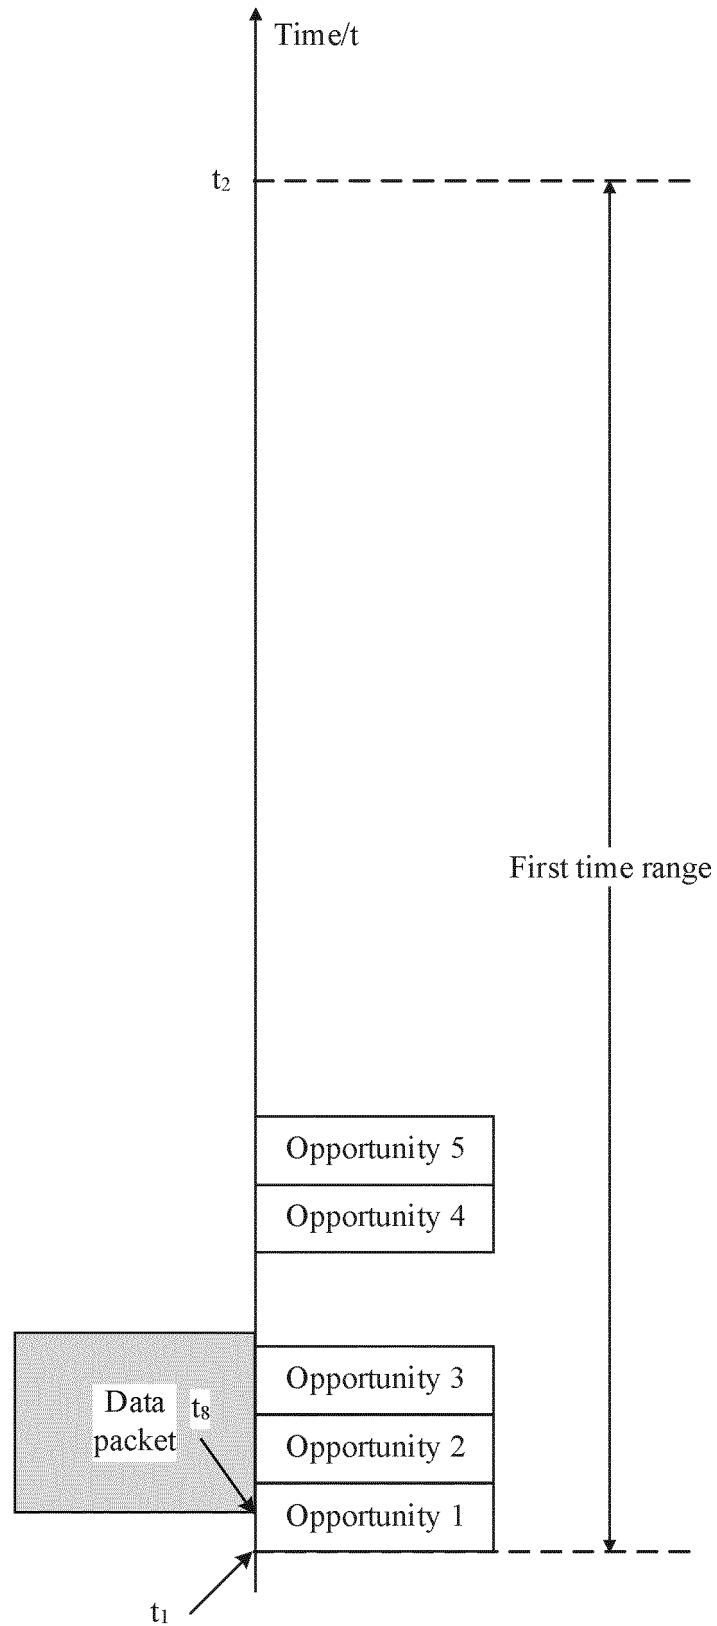 Time/t
t₂
First time range
Opportunity 5
Opportunity 4
Opportunity 3
Data
packet
t₈
Opportunity 2
Opportunity 1
t₁